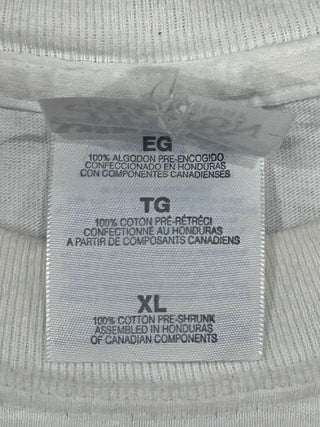 EG
100% ALGODON PRE-ENCOGIDO
CONFECCIONADO EN HONDURAS
CON COMPONENTES CANADIENSES
TG
100% COTON PRÉ-RÉTRÉCI
CONFECTIONNÉ AU HONDURAS
A PARTIR DE COMPOSANTS CANADIENS
XL
100% COTTON PRE-SHRUNK
ASSEMBLED IN HONDURAS
OF CANADIAN COMPONENTS